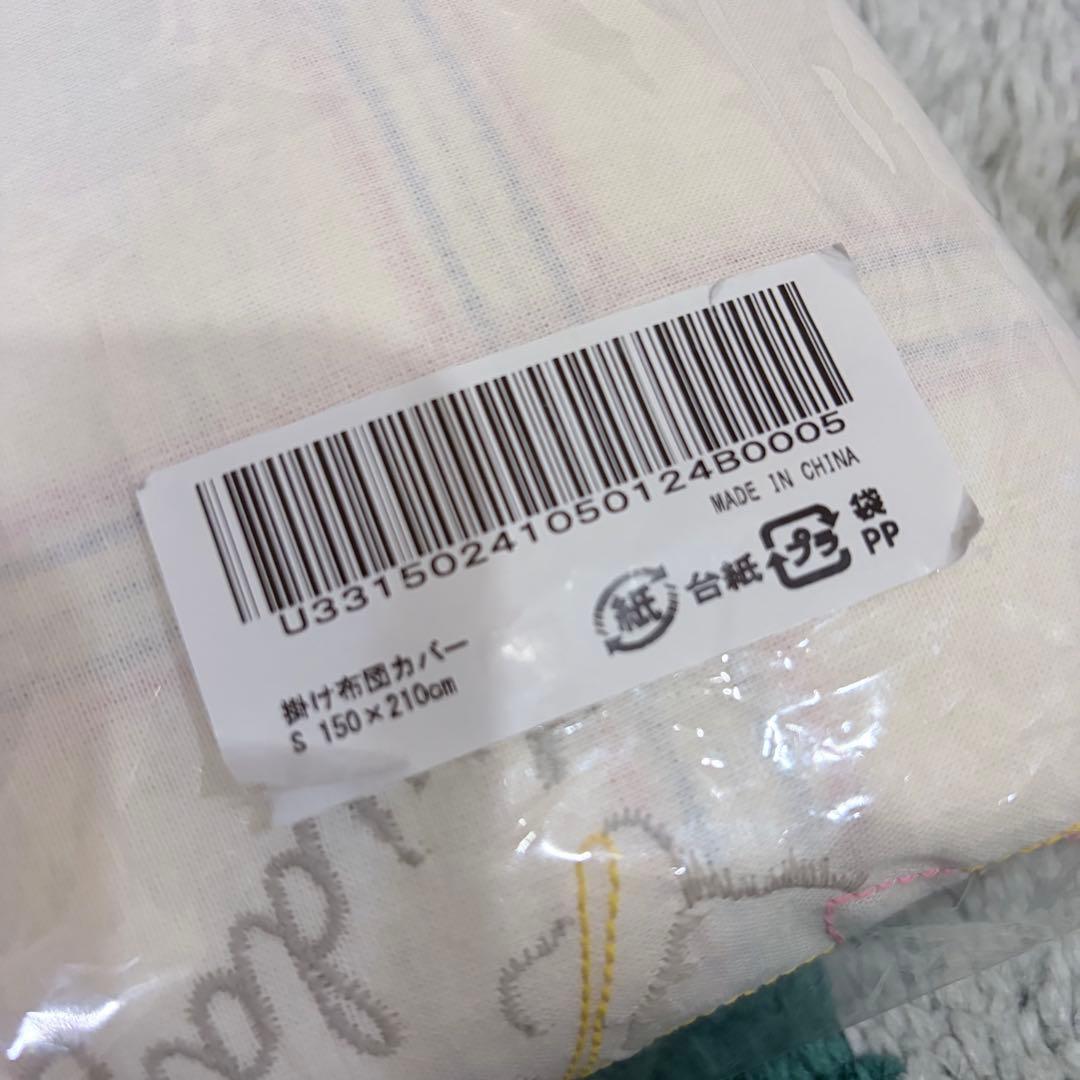 U33150241050124B0005
MADE IN CHINA
紙 台紙 プラ 袋
PP
掛け布団カバー
S 150×210cm